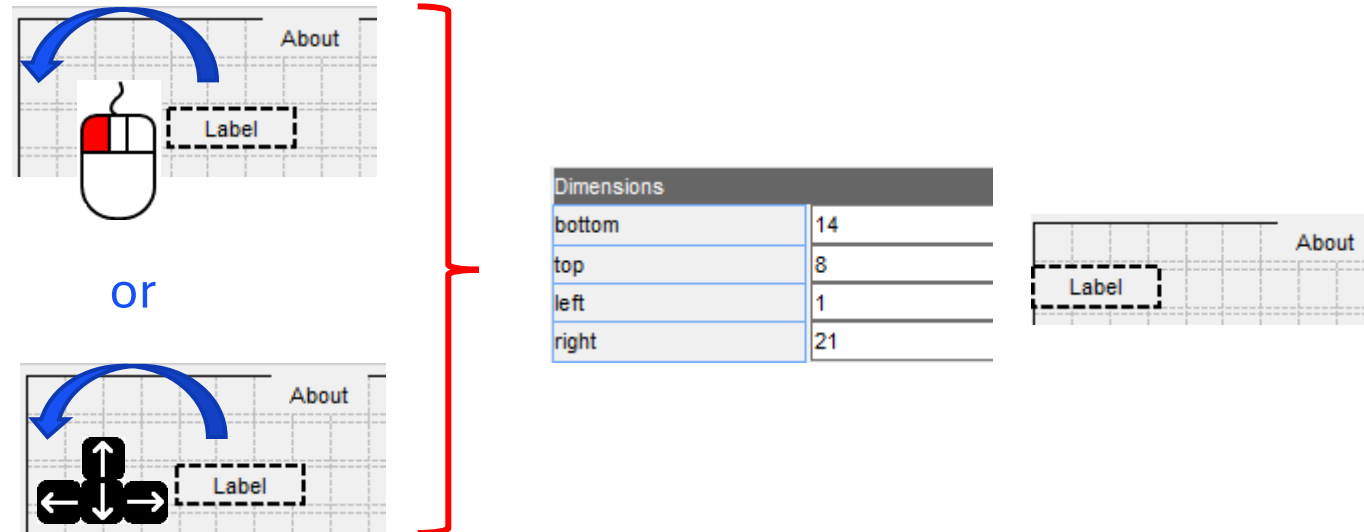 About
Label
or
About
Label
Dimensions
bottom 14
top 8
left 1
right 21
About
Label